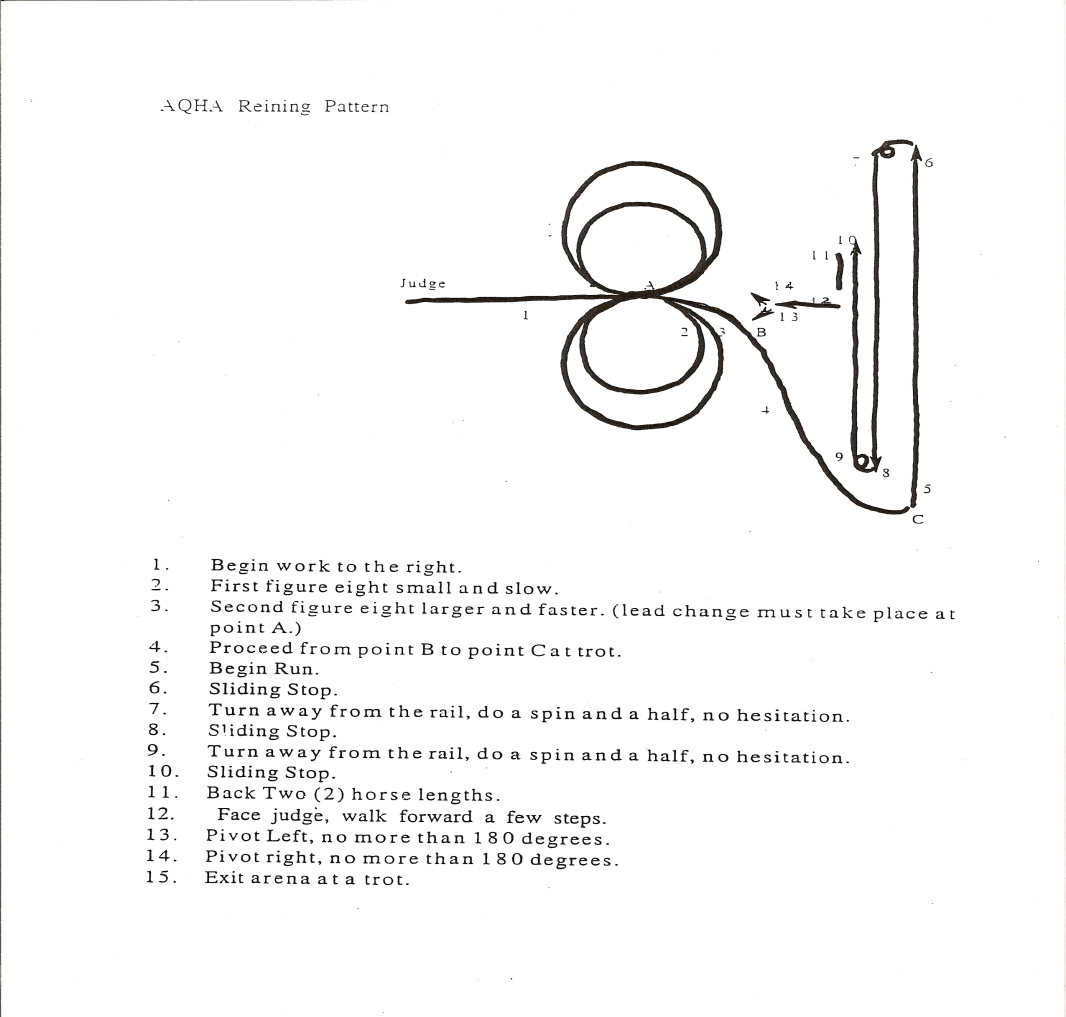 AQHA Reining Pattern
6
10
11
Judge
A
14
12
1
13
2
3
B
4
9
8
5
C
1. Begin work to the right.
2. First figure eight small and slow.
3. Second figure eight larger and faster. (lead change must take place at
point A.)
4. Proceed from point B to point C at trot.
5. Begin Run.
6. Sliding Stop.
7. Turn away from the rail, do a spin and a half, no hesitation.
8. Sliding Stop.
9. Turn away from the rail, do a spin and a half, no hesitation.
10. Sliding Stop.
11. Back Two (2) horse lengths.
12. Face judge, walk forward a few steps.
13. Pivot Left, no more than 180 degrees.
14. Pivot right, no more than 180 degrees.
15. Exit arena at a trot.